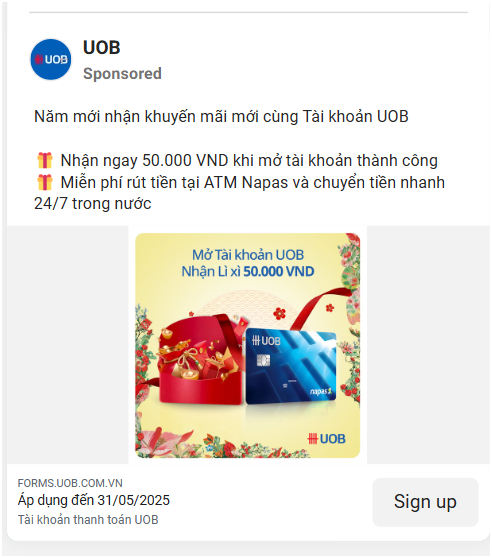 UOB
UOB
Sponsored
Năm mới nhận khuyến mãi mới cùng Tài khoản UOB
Nhận ngay 50.000 VND khi mở tài khoản thành công
Miễn phí rút tiền tại ATM Napas và chuyển tiền nhanh
24/7 trong nước
Mở Tài khoản UOB
Nhận Lì xì 50.000 VND
UOB
napas
UOB
FORMS.UOB.COM.VN
Áp dụng đến 31/05/2025
Tài khoản thanh toán UOB
Sign up